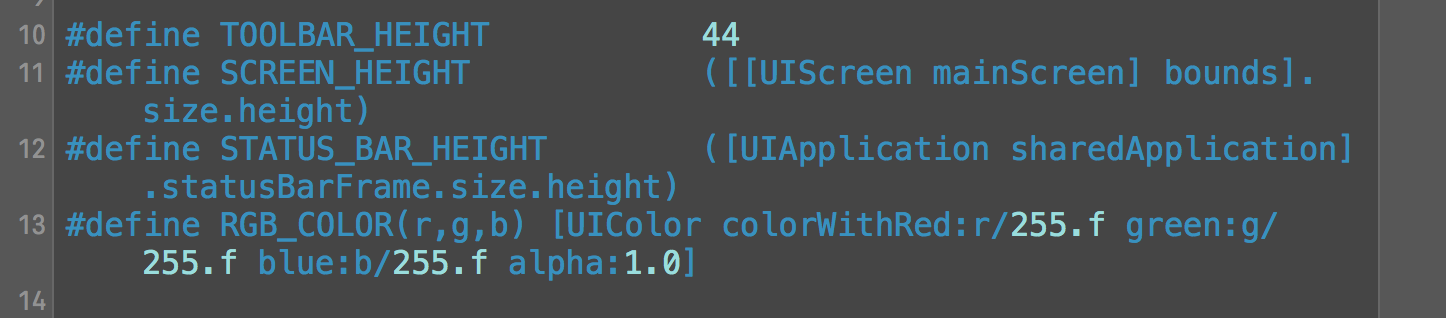 10 #define TOOLBAR_HEIGHT 44
11 #define SCREEN_HEIGHT ([[UIScreen mainScreen] bounds].
size.height)
12 #define STATUS_BAR_HEIGHT ([UIApplication sharedApplication]
.statusBarFrame.size.height)
13 #define RGB_COLOR(r,g,b) [UIColor colorWithRed:r/255.f green:g/
255.f blue:b/255.f alpha:1.0]
14